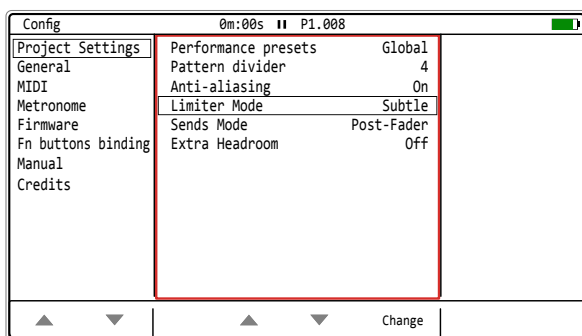 Config 0m:00s P1.008
Project Settings
General
MIDI
Metronome
Firmware
Fn buttons binding
Manual
Credits
Performance presets Global
Pattern divider 4
Anti-aliasing On
Limiter Mode Subtle
Sends Mode Post-Fader
Extra Headroom Off
Change